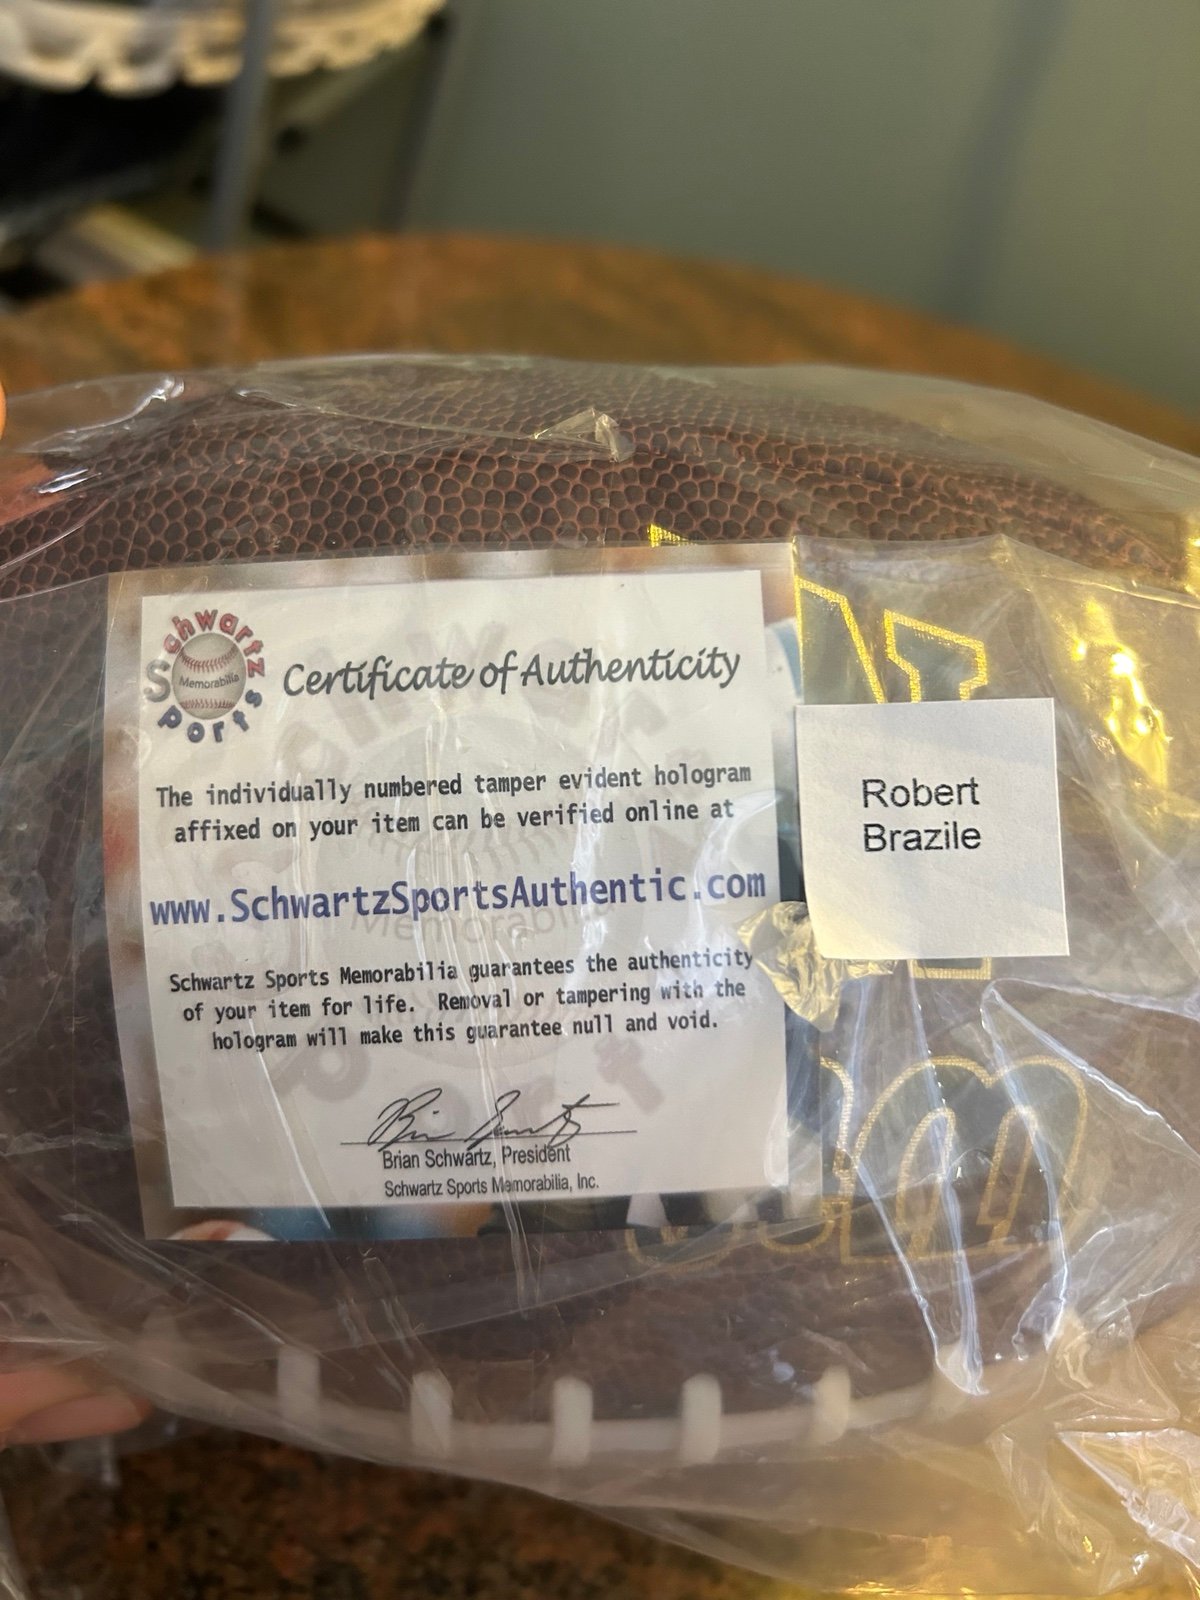 Schwartz
Sports
Memorabilia
Certificate of Authenticity
The individually numbered tamper evident hologram
affixed on your item can be verified online at
www.SchwartzSportsAuthentic.com
Schwartz Sports Memorabilia guarantees the authenticity
of your item for life. Removal or tampering with the
hologram will make this guarantee null and void.
Brian Schwartz
Brian Schwartz, President
Schwartz Sports Memorabilia, Inc.
Robert
Brazile